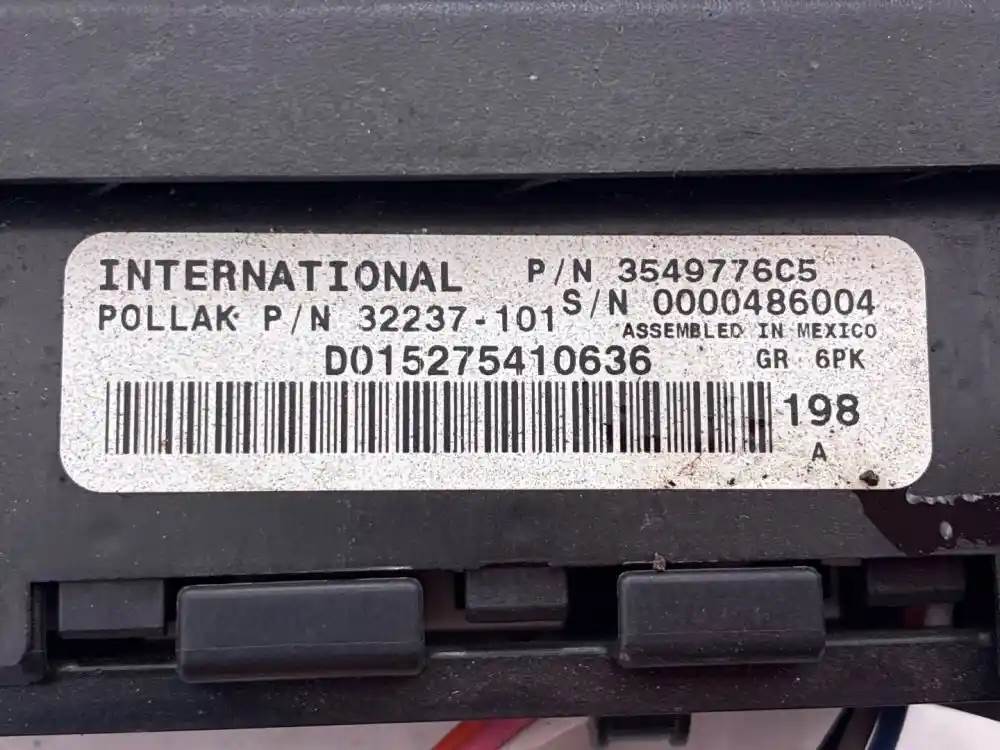 INTERNATIONAL P/N 3549776C5
POLLAK P/N 32237-101 S/N 0000486004
ASSEMBLED IN MEXICO
D015275410636 GR 6PK
198
A